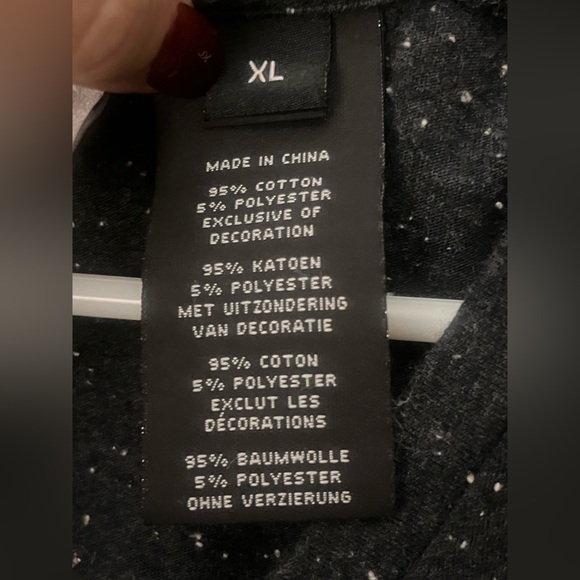 XL
MADE IN CHINA
95% COTTON
5% POLYESTER
EXCLUSIVE OF
DECORATION
95% KATOEN
5% POLYESTER
MET UITZONDERING
VAN DECORATIE
95% COTON
5% POLYESTER
EXCLUT LES
DÉCORATIONS
95% BAUMWOLLE
5% POLYESTER
OHNE VERZIERUNG